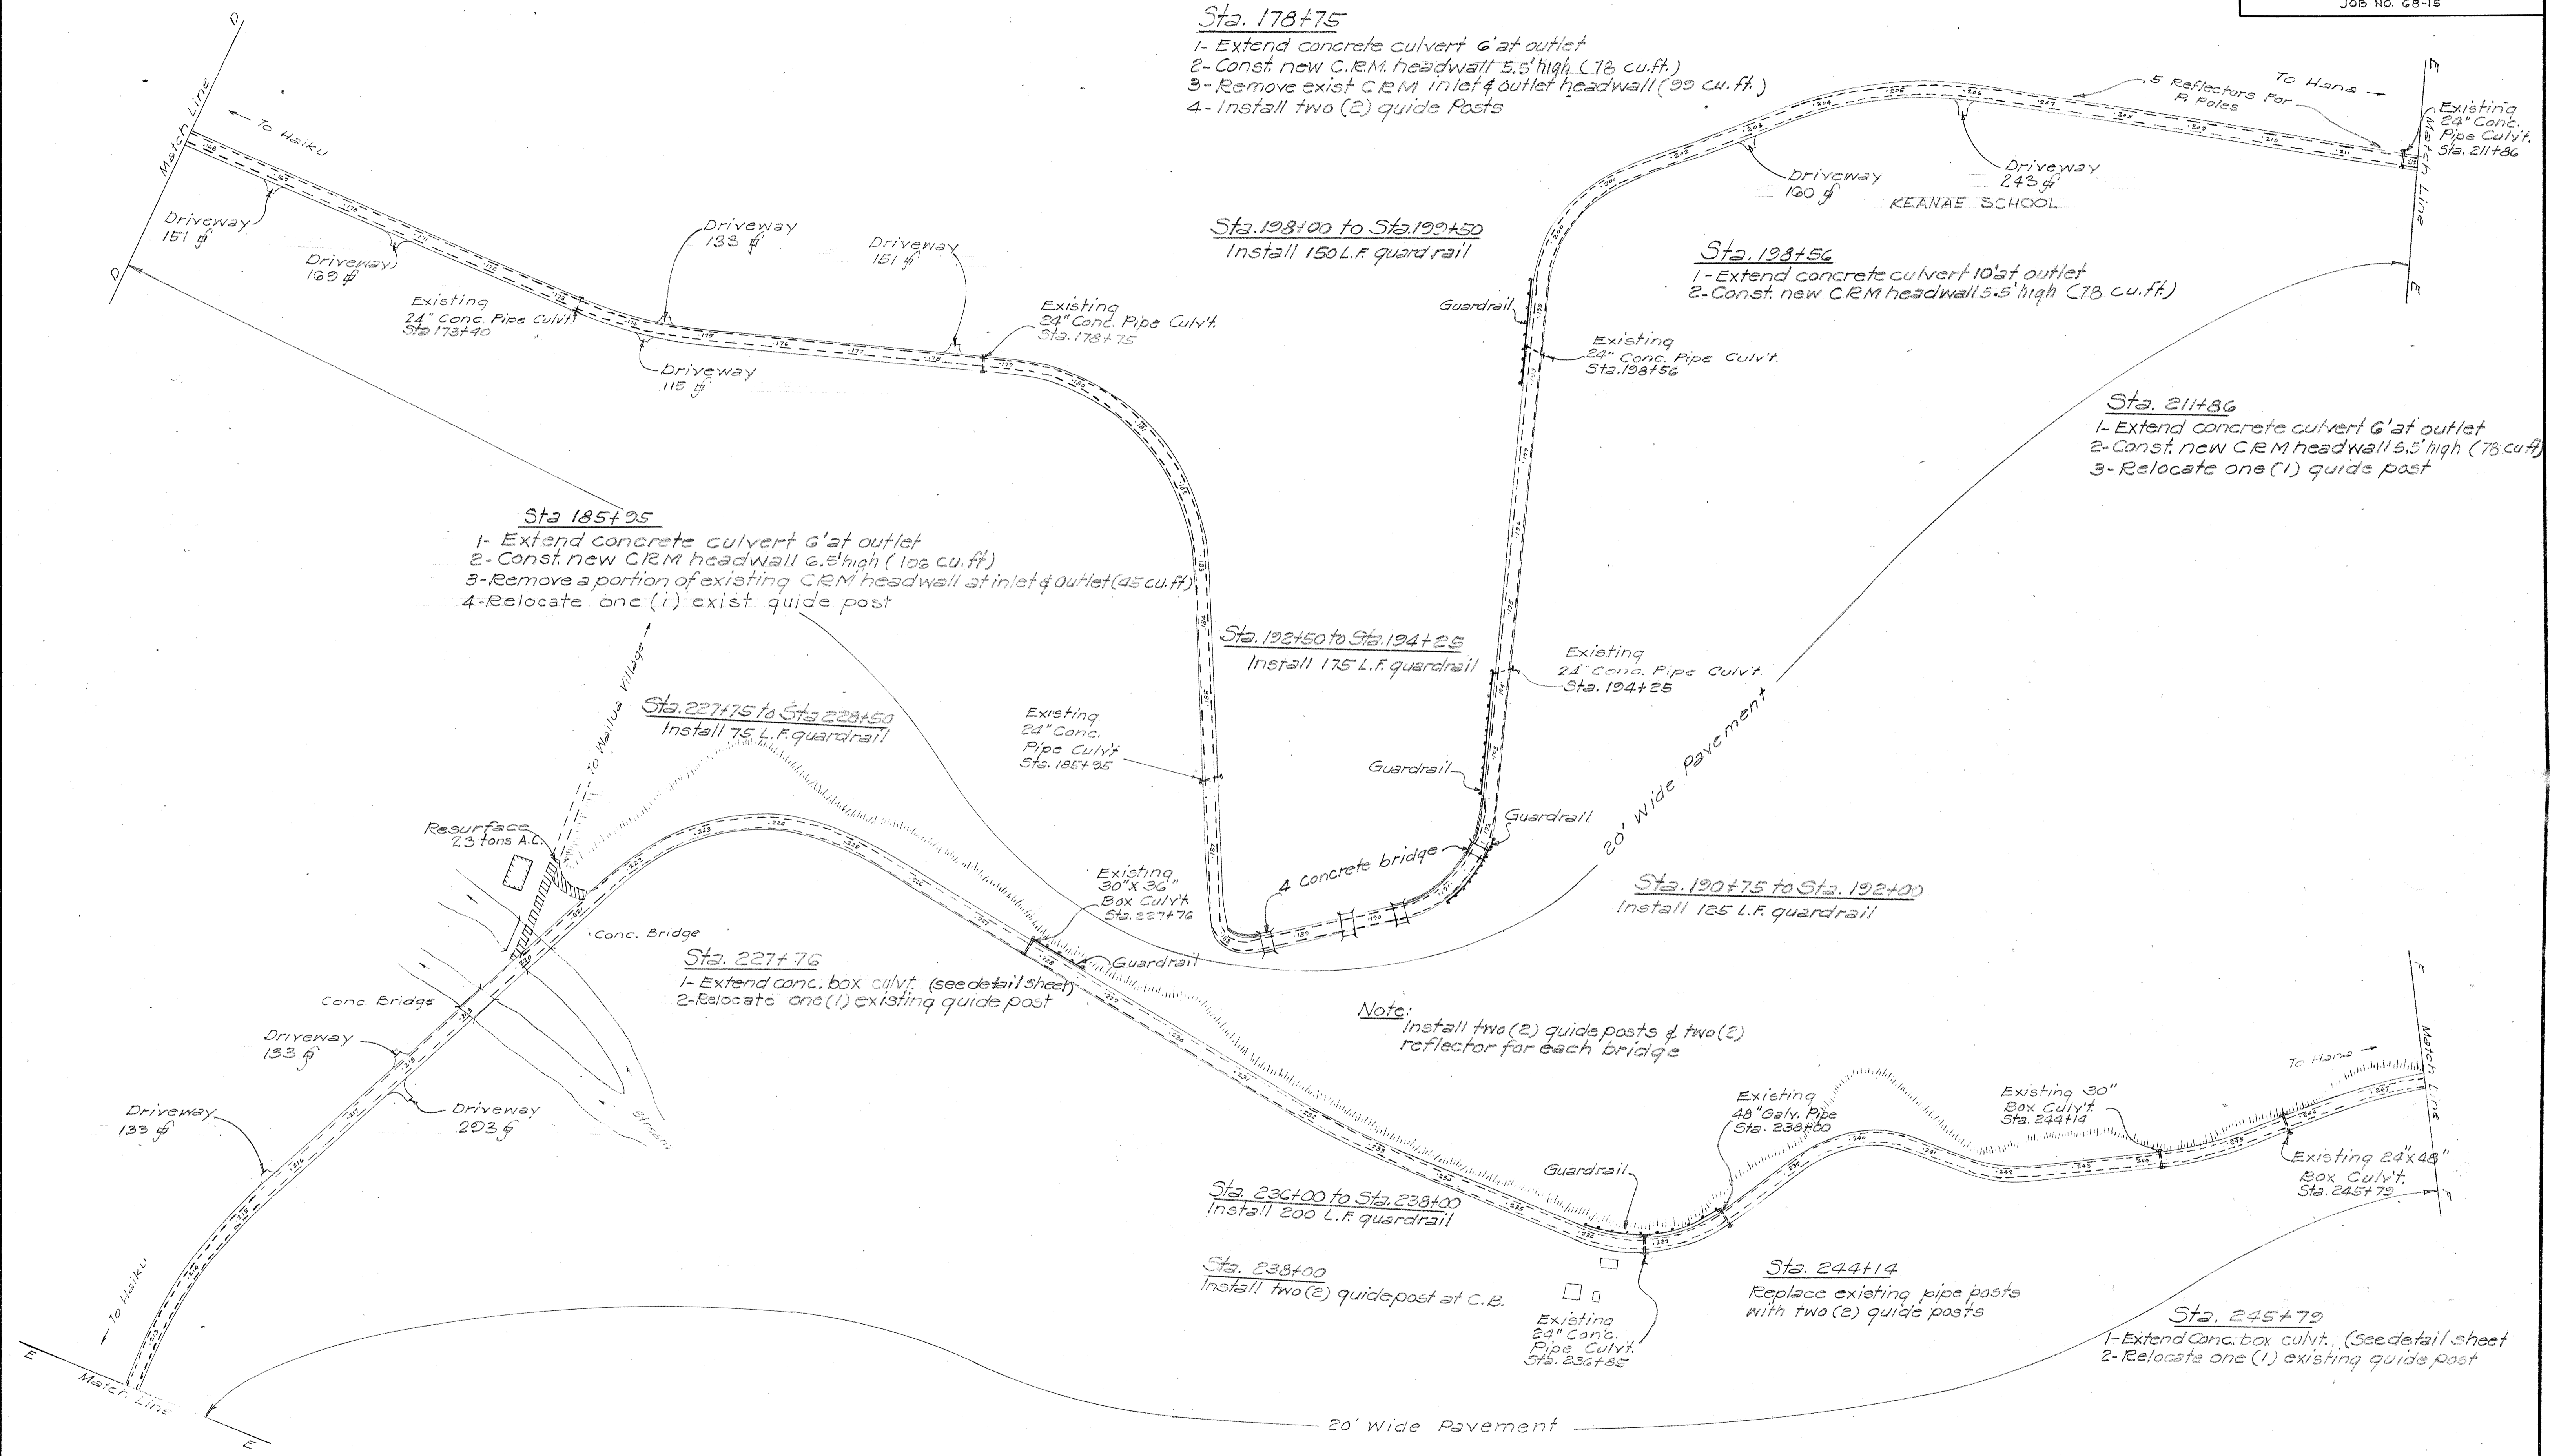 JOB NO. 68-15
Sta. 178+75
1- Extend concrete culvert 6' at outlet
2- Const. new C.R.M. headwall 5.5' high (78 cu.ft.)
3- Remove exist CRM inlet & outlet headwall (99 cu. ft.)
4- Install two (2) guide Posts
D
Match Line
D
← To Haiku
Driveway
151 sf
Driveway
169 sf
Existing
24" Conc. Pipe Culv't.
Sta 173+40
Driveway
133 sf
Driveway
115 sf
Driveway
151 sf
Existing
24" Conc. Pipe Culv't.
Sta. 178+75
Sta. 198+00 to Sta. 199+50
Install 150 L.F. guard rail
Guardrail
Existing
24" Conc. Pipe Culv't.
Sta. 198+56
Sta. 198+56
1- Extend concrete culvert 10' at outlet
2- Const. new CRM headwall 5.5' high (78 cu.ft.)
Driveway
160 sf
Driveway
243 sf
KEANAE SCHOOL
5 Reflectors For
P. Poles
To Hana →
E
Existing
24" Conc.
Pipe Culv't.
Sta. 211+86
Match Line
E
Sta. 211+86
1- Extend concrete culvert 6' at outlet
2- Const. new CRM headwall 5.5' high (78 cu ft)
3- Relocate one (1) guide post
Sta 185+95
1- Extend concrete culvert 6' at outlet
2- Const. new CRM headwall 6.5' high (106 cu. ft)
3- Remove a portion of existing CRM headwall at inlet & outlet (45 cu. ft)
4- Relocate one (1) exist. guide post
Existing
24" Conc.
Pipe Culv't
Sta. 185+95
Sta. 192+50 to Sta. 194+25
Install 175 L.F. guardrail
Existing
24" Conc. Pipe Culv't.
Sta. 194+25
Guardrail
Guardrail
4 Concrete bridge
20' Wide Pavement
Sta. 190+75 to Sta. 192+00
Install 125 L.F. guardrail
To Wailua Village →
Sta. 227+75 to Sta 228+50
Install 75 L.F. guardrail
Resurface
23 tons A.C.
Existing
30" X 36"
Box Culv't.
Sta. 227+76
Conc. Bridge
Sta. 227+76
1- Extend conc. box culvt. (see detail sheet)
2- Relocate one (1) existing guide post
Guardrail
Conc. Bridge
Driveway
133 sf
Driveway
293 sf
Driveway
133 sf
Stream
← To Haiku
E
Match Line
E
Note:
Install two (2) guide posts & two (2)
reflector for each bridge
Existing
48" Galv. Pipe
Sta. 238+00
Existing 30"
Box Culv't.
Sta. 244+14
To Hana →
F
Match Line
F
Existing 24"x48"
Box Culv't.
Sta. 245+79
Guardrail
Sta. 236+00 to Sta. 238+00
Install 200 L.F. guardrail
Sta. 238+00
Install two (2) guide post at C.B.
Existing
24" Conc.
Pipe Culv't.
Sta. 236+85
Sta. 244+14
Replace existing pipe posts
with two (2) guide posts
Sta. 245+79
1- Extend Conc. box culvt. (See detail sheet
2- Relocate one (1) existing guide post
20' Wide Pavement